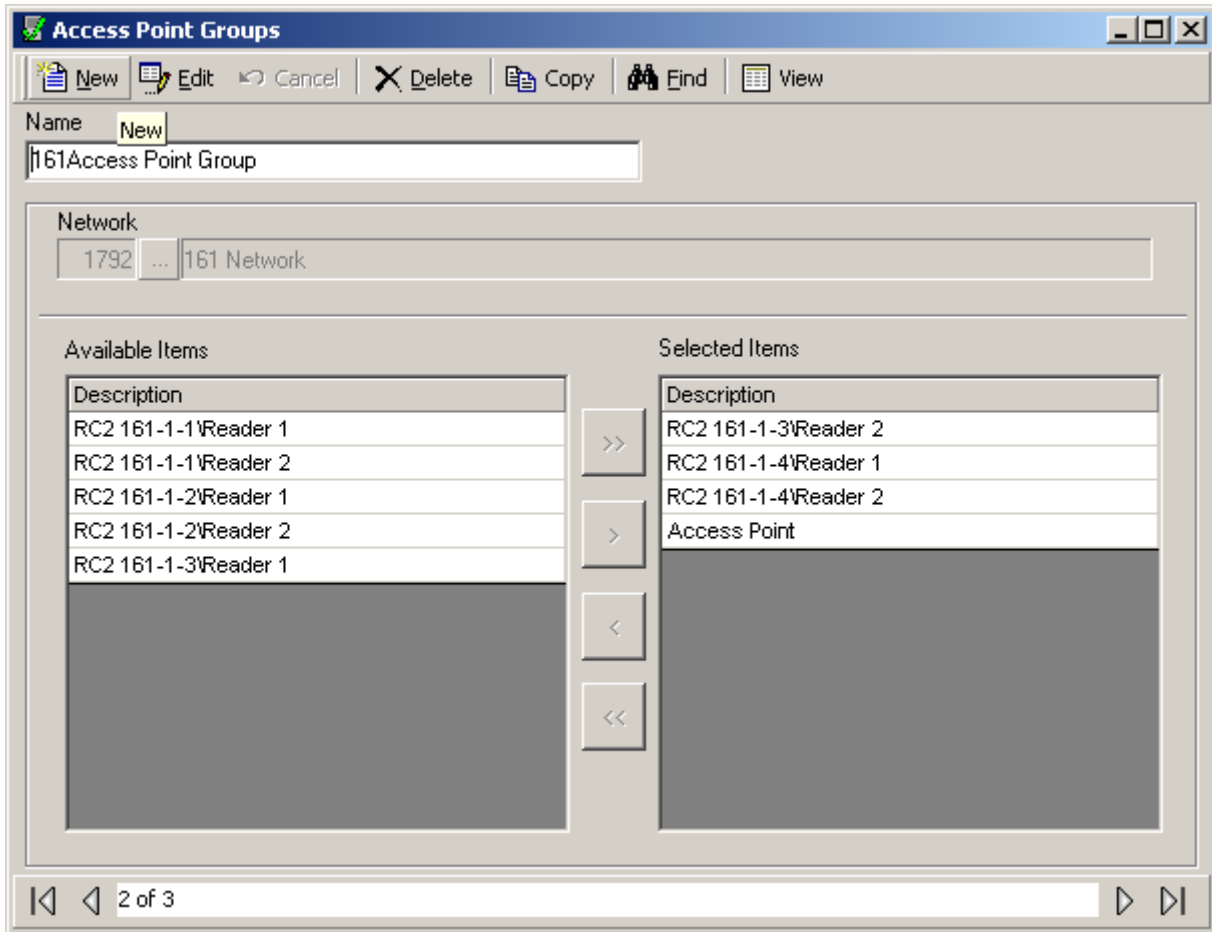 Access Point Groups
New Edit Cancel Delete Copy Find View
Name
New
161Access Point Group
Network
1792 ... 161 Network
Available Items
Description
RC2 161-1-1\Reader 1
RC2 161-1-1\Reader 2
RC2 161-1-2\Reader 1
RC2 161-1-2\Reader 2
RC2 161-1-3\Reader 1
>>
>
<
<<
Selected Items
Description
RC2 161-1-3\Reader 2
RC2 161-1-4\Reader 1
RC2 161-1-4\Reader 2
Access Point
2 of 3